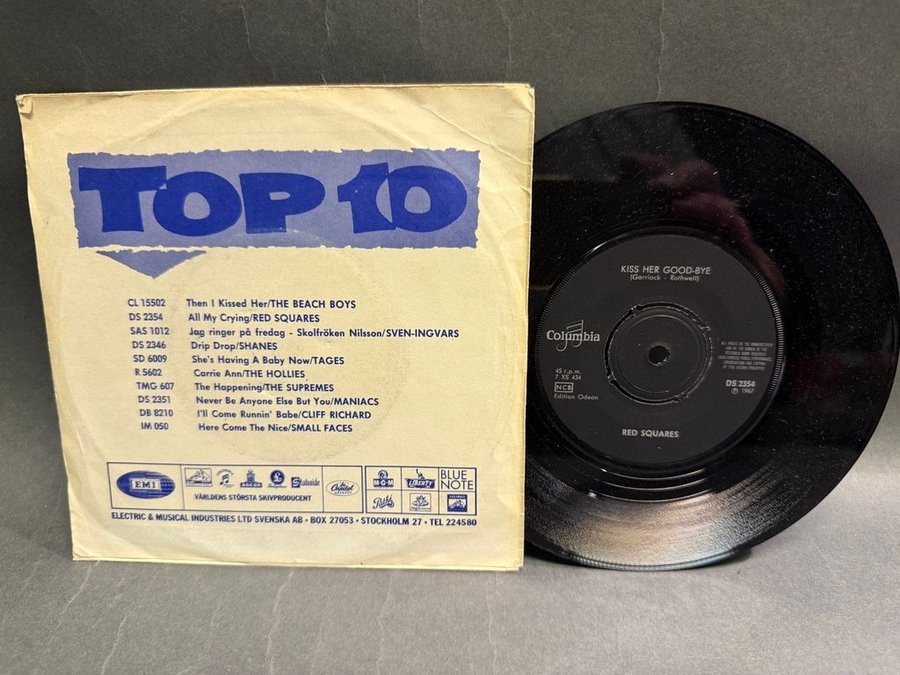 TOP 10
CL 15502 Then I Kissed Her/THE BEACH BOYS
DS 2354 All My Crying/RED SQUARES
SAS 1012 Jag ringer på fredag - Skolfröken Nilsson/SVEN-INGVARS
DS 2346 Drip Drop/SHANES
SD 6009 She's Having A Baby Now/TAGES
R 5602 Carrie Ann/THE HOLLIES
TMG 607 The Happening/THE SUPREMES
DS 2351 Never Be Anyone Else But You/MANIACS
DB 8210 I'll Come Runnin' Babe/CLIFF RICHARD
IM 050 Here Come The Nice/SMALL FACES
EMI
Stateside
Capitol
M-G-M
LIBERTY
BLUE NOTE
VÄRLDENS STÖRSTA SKIVPRODUCENT
ELECTRIC & MUSICAL INDUSTRIES LTD SVENSKA AB • BOX 27053 • STOCKHOLM 27 • TEL 224580
KISS HER GOOD-BYE
(Garriock - Rothwell)
Columbia
45 r.p.m.
7 XS 434
NCB
Edition Odeon
DS 2354
Ⓟ 1967
RED SQUARES